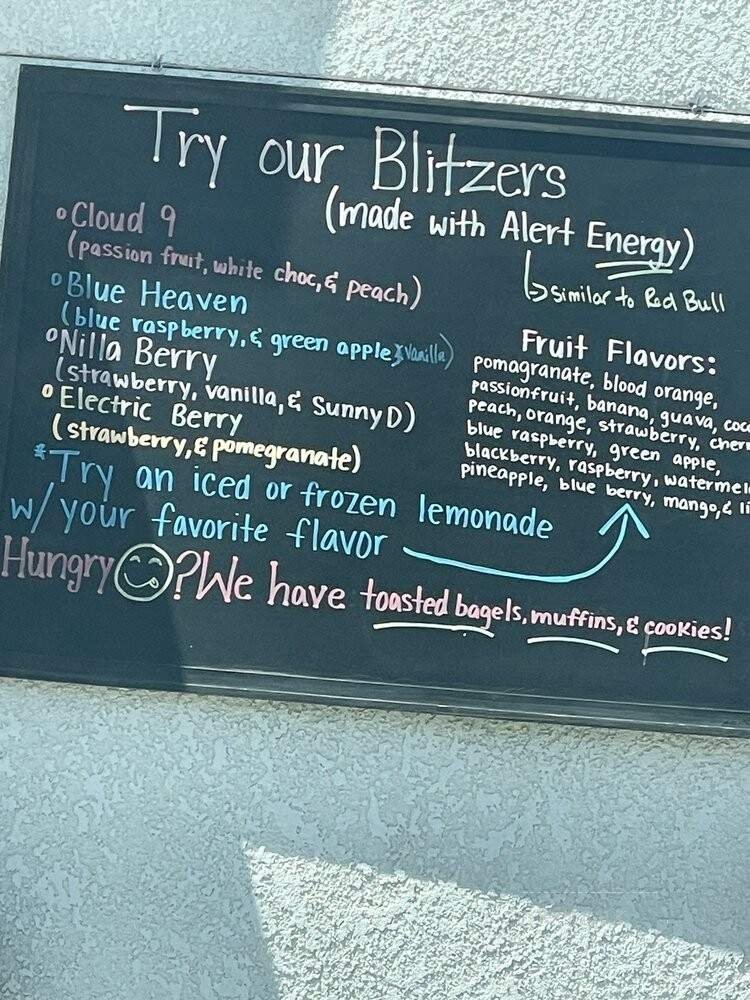 Try our Blitzers
(made with Alert Energy)
similar to Red Bull
◦Cloud 9
(passion fruit, white choc, & peach)
◦Blue Heaven
(blue raspberry, & green apple, & vanilla)
◦Nilla Berry
(strawberry, vanilla, & Sunny D)
◦Electric Berry
(strawberry, & pomegranate)
*Try an iced or frozen lemonade
w/ your favorite flavor
Fruit Flavors:
pomagranate, blood orange,
passionfruit, banana, guava,
peach, orange, strawberry,
blue raspberry, green apple,
blackberry, raspberry,
pineapple, blue berry, mango, &
Hungry ? We have toasted bagels, muffins, & cookies!